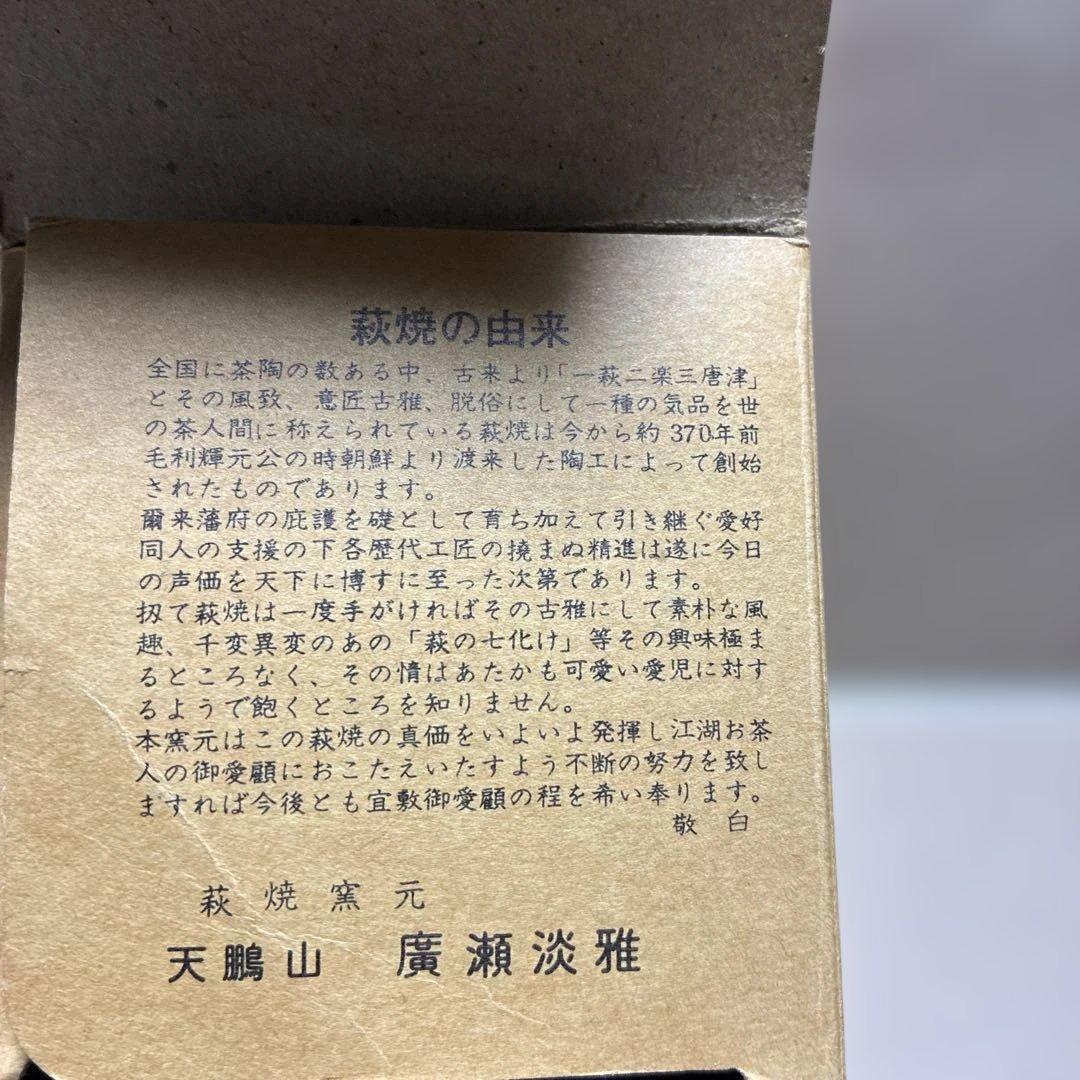 萩焼の由来
全国に茶陶の数ある中、古来より「一萩二楽三唐津」
とその風致、意匠古雅、脱俗にして一種の気品を世
の茶人間に称えられている萩焼は今から約370年前
毛利輝元公の時朝鮮より渡来した陶工によって創始
されたものであります。
爾来藩府の庇護を礎として育ち加えて引き継ぐ愛好
同人の支援の下各歴代工匠の撓まぬ精進は遂に今日
の声価を天下に博すに至った次第であります。
扨て萩焼は一度手がければその古雅にして素朴な風
趣、千変異変のあの「萩の七化け」等その興味極ま
るところなく、その情はあたかも可愛い愛児に対す
るようで飽くところを知りません。
本窯元はこの萩焼の真価をいよいよ発揮し江湖お茶
人の御愛顧におこたえいたすよう不断の努力を致し
ますれば今後とも宜敷御愛顧の程を希い奉ります。
敬 白
萩焼窯元
天鵬山 廣瀬淡雅